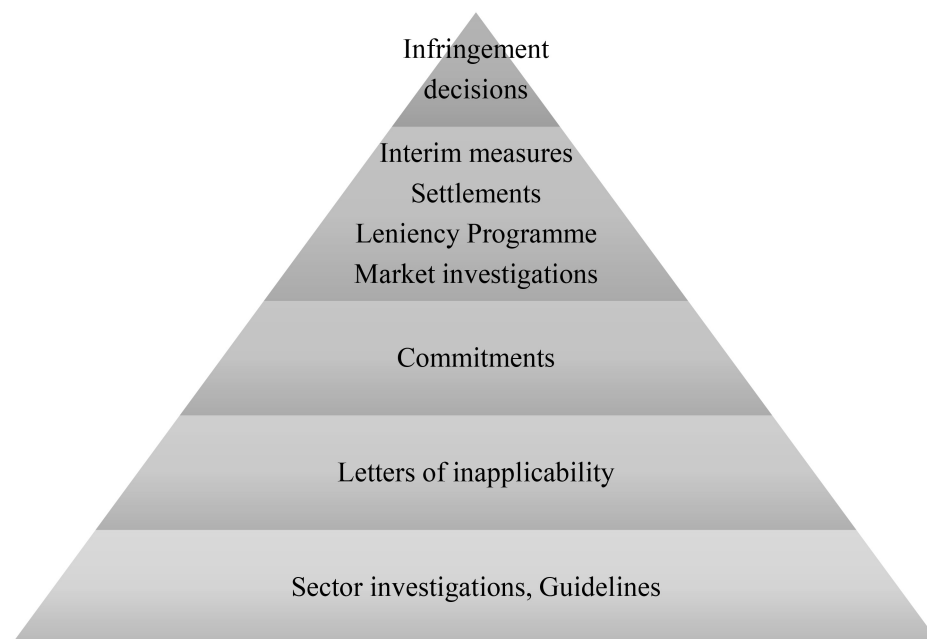 Infringement
decisions
Interim measures
Settlements
Leniency Programme
Market investigations
Commitments
Letters of inapplicability
Sector investigations, Guidelines